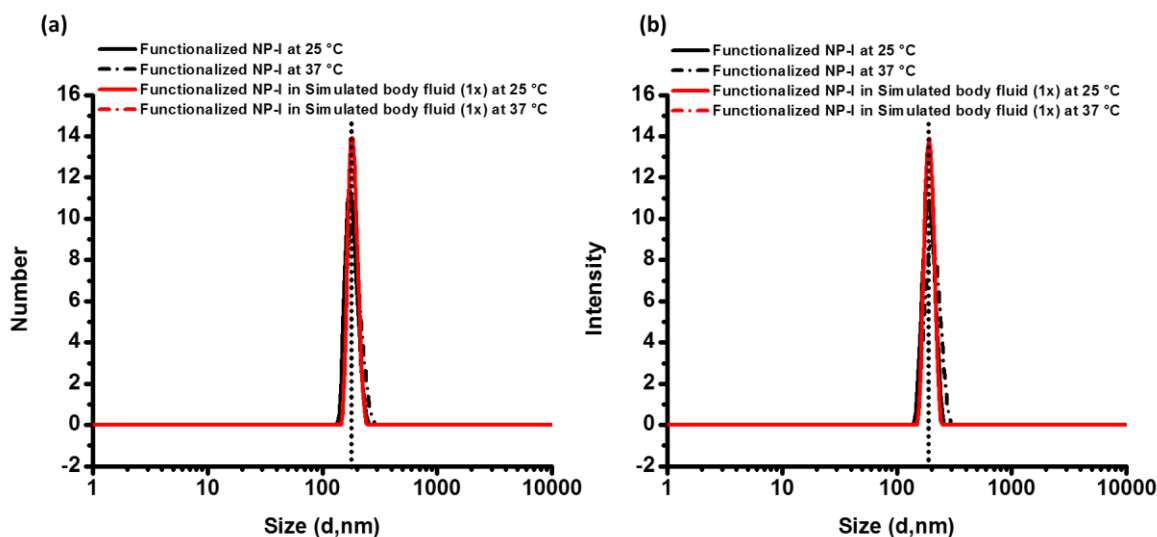 (a)
Functionalized NP-I at 25 °C
Functionalized NP-I at 37 °C
Functionalized NP-I in Simulated body fluid (1x) at 25 °C
Functionalized NP-I in Simulated body fluid (1x) at 37 °C
16
14
12
10
8
6
4
2
0
-2
Number
1
10
100
1000
10000
Size (d,nm)
(b)
Functionalized NP-I at 25 °C
Functionalized NP-I at 37 °C
Functionalized NP-I in Simulated body fluid (1x) at 25 °C
Functionalized NP-I in Simulated body fluid (1x) at 37 °C
16
14
12
10
8
6
4
2
0
-2
Intensity
1
10
100
1000
10000
Size (d,nm)